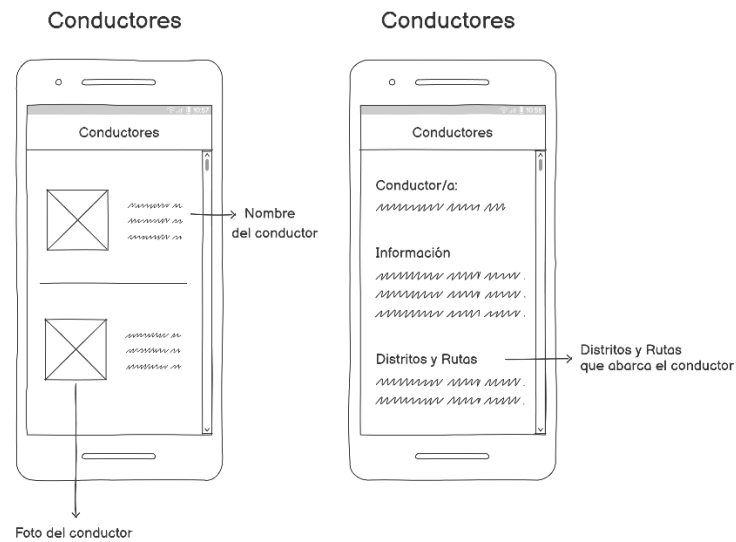 Conductores
Conductores
Conductores
Nombre
del conductor
Foto del conductor
Conductores
Conductor/a:
Información
Distritos y Rutas
Distritos y Rutas
que abarca el conductor